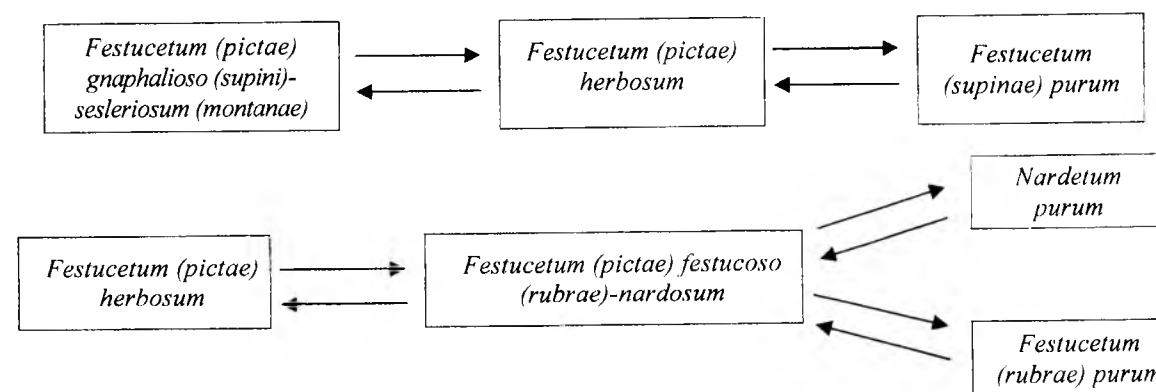 Festucetum (pictae)
gnaphalioso (supini)-
sesleriosum (montanae)
Festucetum (pictae)
herbosum
Festucetum
(supinae) purum
Nardetum
purum
Festucetum (pictae)
herbosum
Festucetum (pictae) festucoso
(rubrae)-nardosum
Festucetum
(rubrae) purum